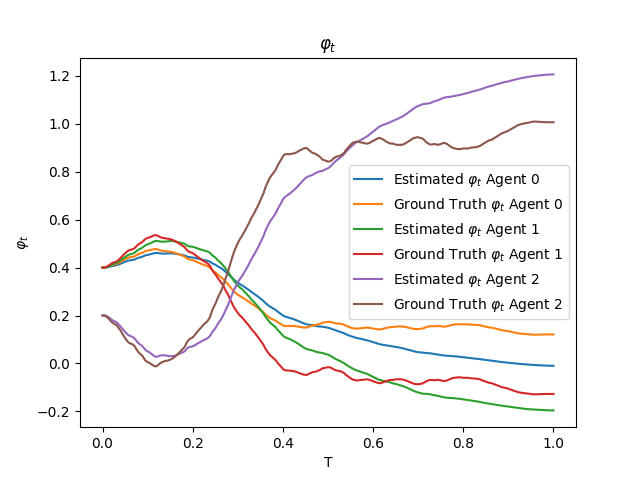 φₜ
1.2
1.0
0.8
0.6
0.4
0.2
0.0
−0.2
φₜ
Estimated φₜ Agent 0
Ground Truth φₜ Agent 0
Estimated φₜ Agent 1
Ground Truth φₜ Agent 1
Estimated φₜ Agent 2
Ground Truth φₜ Agent 2
0.0 0.2 0.4 0.6 0.8 1.0
T